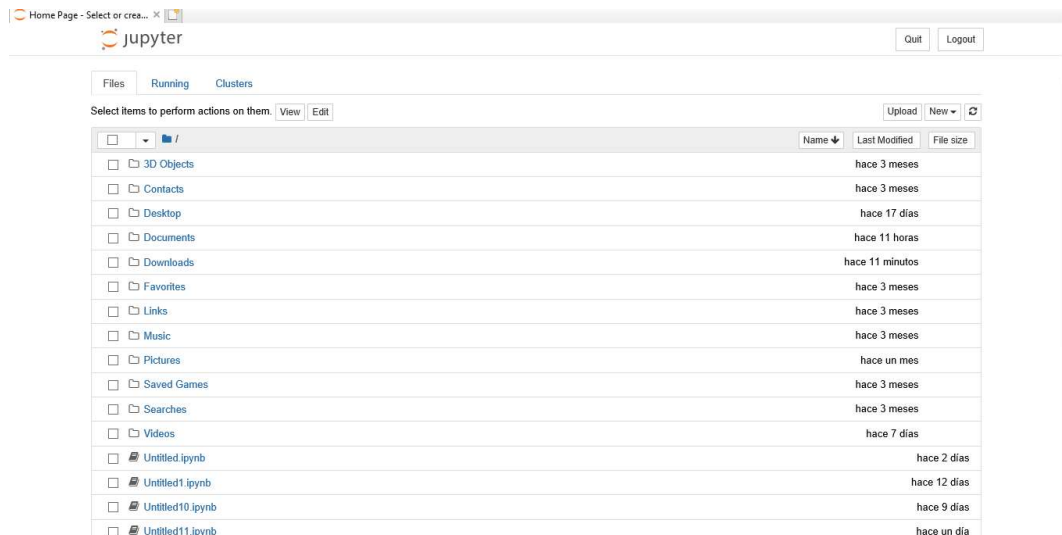 Home Page - Select or crea...
jupyter
Quit Logout
Files Running Clusters
Select items to perform actions on them. View Edit Upload New
/ Name Last Modified File size
3D Objects hace 3 meses
Contacts hace 3 meses
Desktop hace 17 días
Documents hace 11 horas
Downloads hace 11 minutos
Favorites hace 3 meses
Links hace 3 meses
Music hace 3 meses
Pictures hace un mes
Saved Games hace 3 meses
Searches hace 3 meses
Videos hace 7 días
Untitled.ipynb hace 2 días
Untitled1.ipynb hace 12 días
Untitled10.ipynb hace 9 días
Untitled11.ipynb hace un día